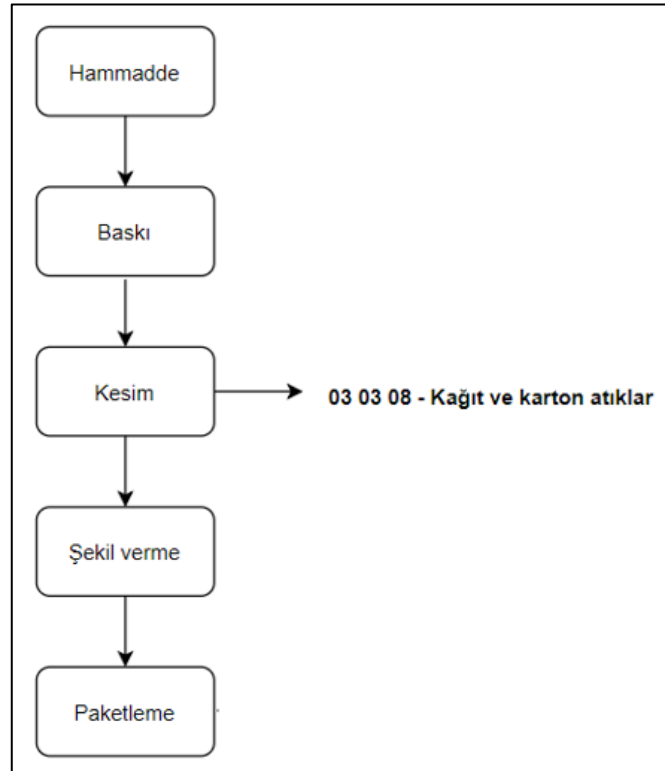 Hammadde
Baskı
Kesim
03 03 08 - Kağıt ve karton atıklar
Şekil verme
Paketleme